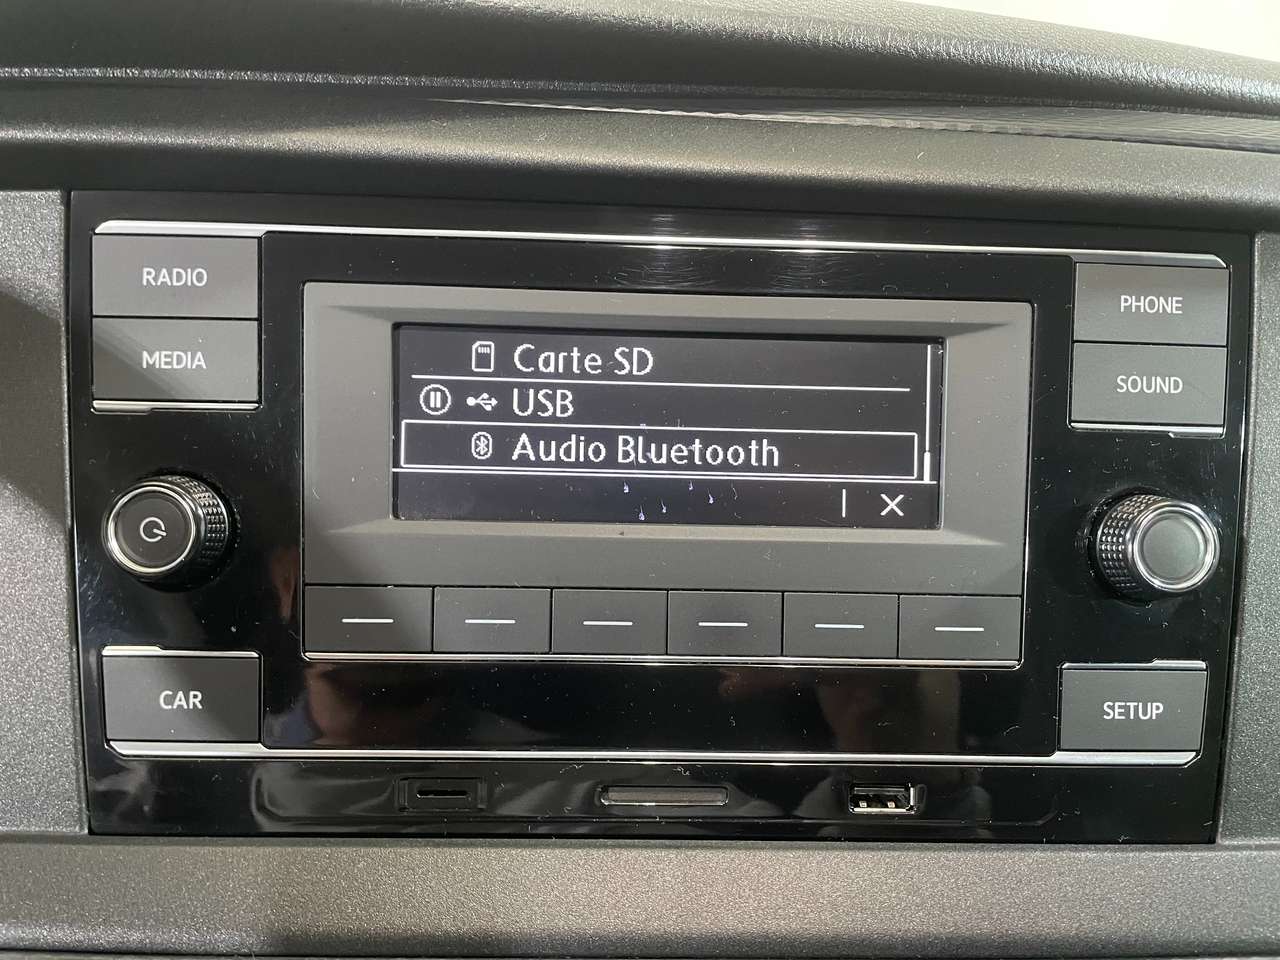 RADIO
MEDIA
Carte SD
USB
Audio Bluetooth
PHONE
SOUND
CAR
SETUP